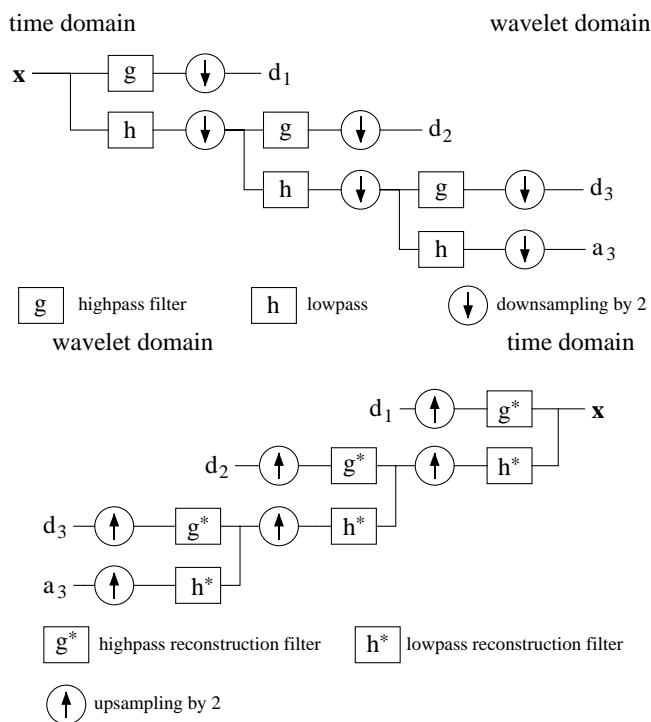 time domain wavelet domain
x g d1
h g d2
h g d3
h a3
g highpass filter h lowpass downsampling by 2
wavelet domain time domain
d1 g* x
d2 g* h*
d3 g* h*
a3 h*
g* highpass reconstruction filter h* lowpass reconstruction filter
upsampling by 2